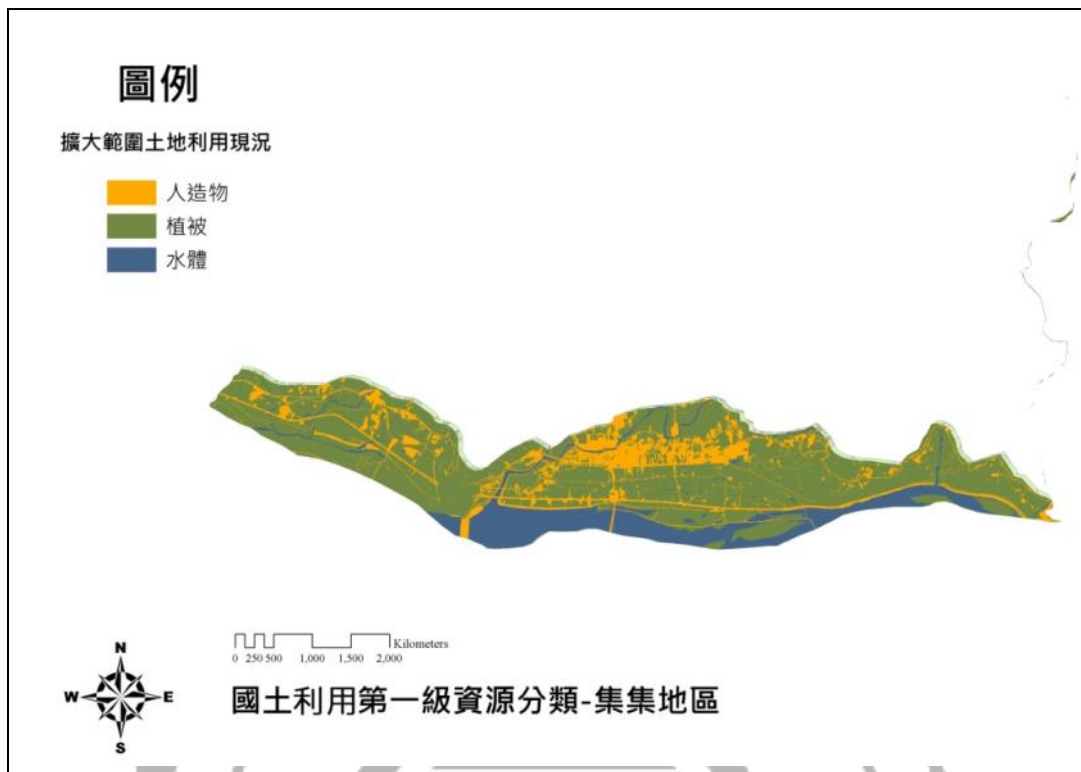 圖例
擴大範圍土地利用現況
人造物
植被
水體
N
W E
S
Kilometers
0 250 500 1,000 1,500 2,000
國土利用第一級資源分類-集集地區